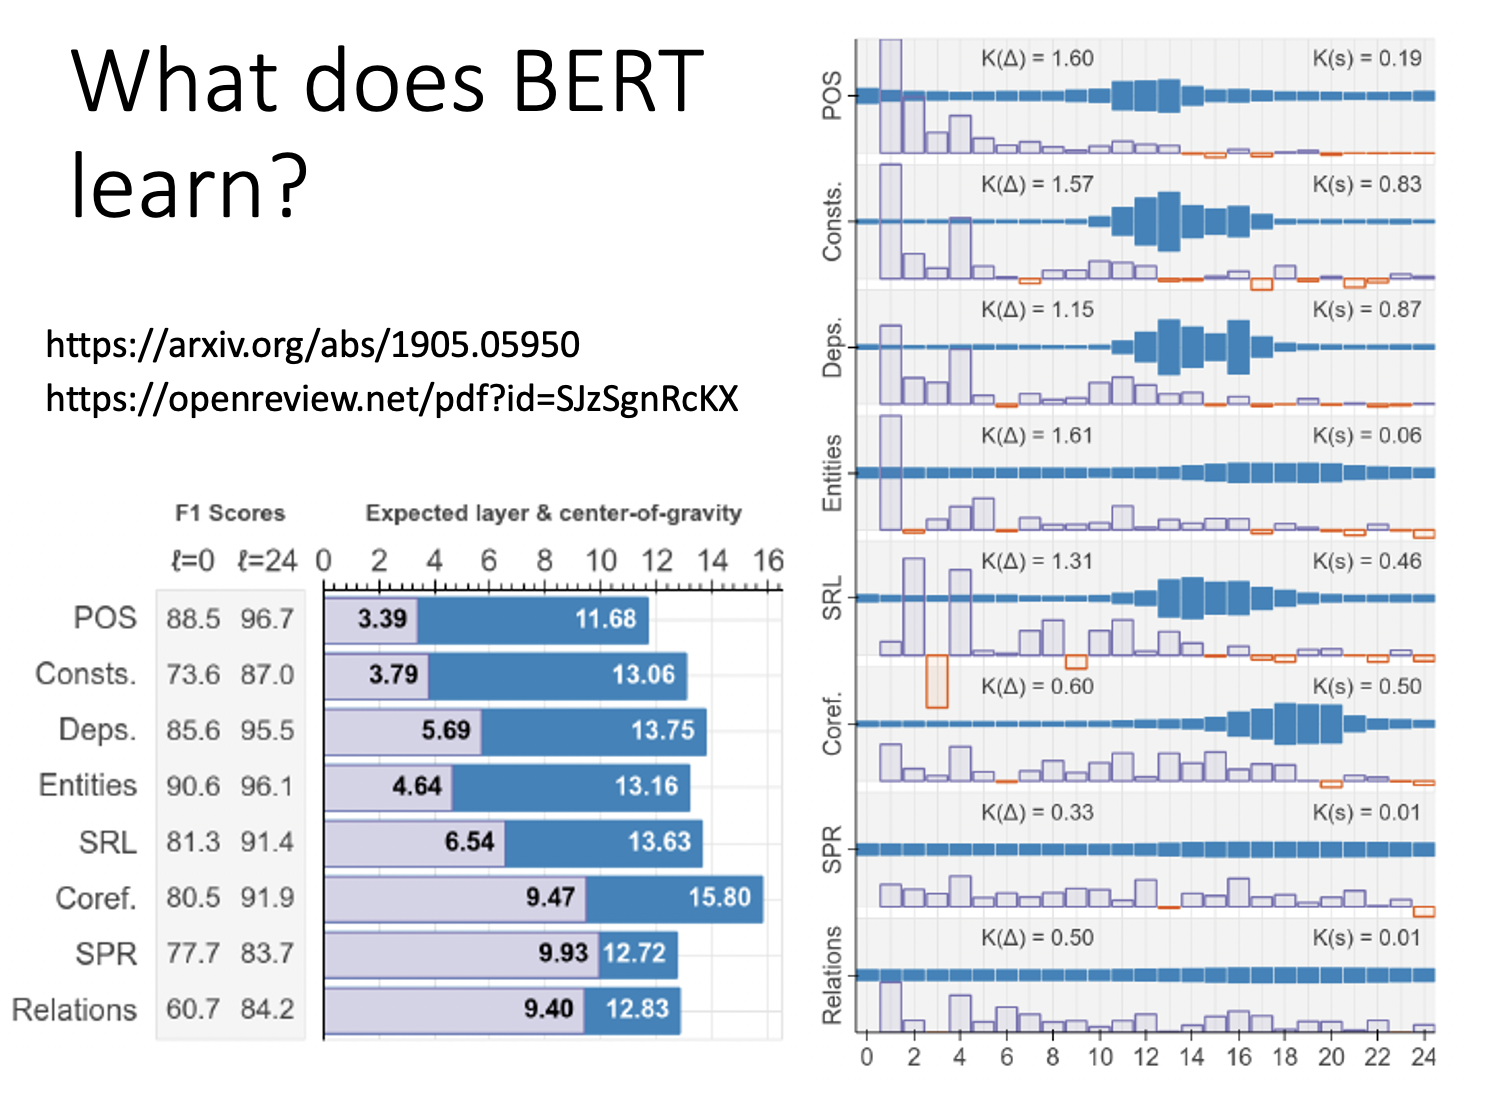 What does BERT
learn?
https://arxiv.org/abs/1905.05950
https://openreview.net/pdf?id=SJzSgnRcKX
F1 Scores Expected layer & center-of-gravity
ℓ=0 ℓ=24 0 2 4 6 8 10 12 14 16
POS 88.5 96.7 3.39 11.68
Consts. 73.6 87.0 3.79 13.06
Deps. 85.6 95.5 5.69 13.75
Entities 90.6 96.1 4.64 13.16
SRL 81.3 91.4 6.54 13.63
Coref. 80.5 91.9 9.47 15.80
SPR 77.7 83.7 9.93 12.72
Relations 60.7 84.2 9.40 12.83
POS K(Δ) = 1.60 K(s) = 0.19
Consts. K(Δ) = 1.57 K(s) = 0.83
Deps. K(Δ) = 1.15 K(s) = 0.87
Entities K(Δ) = 1.61 K(s) = 0.06
SRL K(Δ) = 1.31 K(s) = 0.46
Coref. K(Δ) = 0.60 K(s) = 0.50
SPR K(Δ) = 0.33 K(s) = 0.01
Relations K(Δ) = 0.50 K(s) = 0.01
0 2 4 6 8 10 12 14 16 18 20 22 24